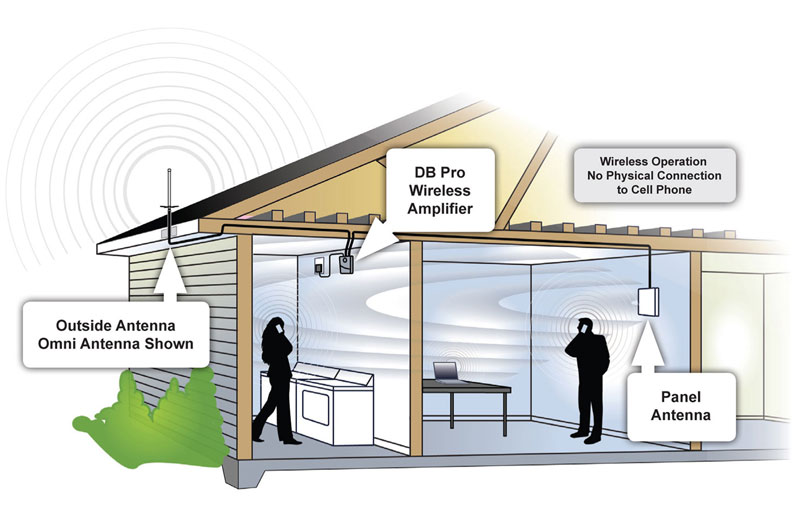 DB Pro
Wireless
Amplifier
Wireless Operation
No Physical Connection
to Cell Phone
Outside Antenna
Omni Antenna Shown
Panel
Antenna